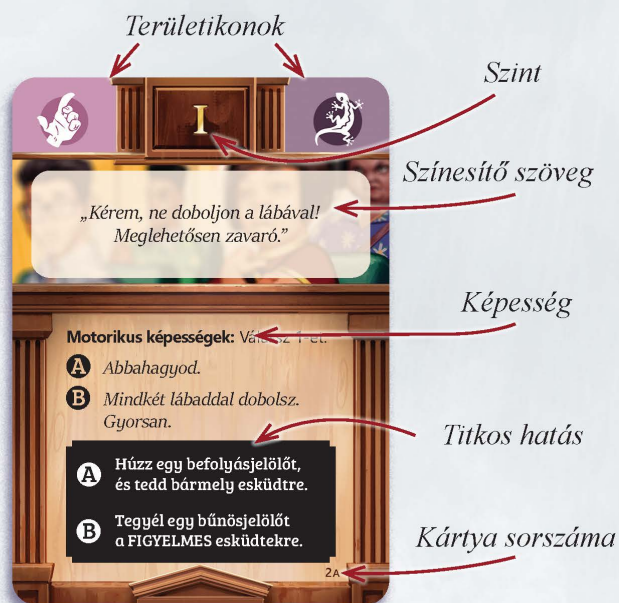 Területikonok
Szint
I
Színesítő szöveg
„Kérem, ne doboljon a lábával!
Meglehetősen zavaró.”
Képesség
Motorikus képességek: Válassz 1-et.
A Abbahagyod.
B Mindkét lábaddal dobolsz.
Gyorsan.
Titkos hatás
A Húzz egy befolyásjelölőt,
és tedd bármely esküdtre.
B Tegyél egy bűnösjelölőt
a FIGYELMES esküdtekre.
Kártya sorszáma
2A